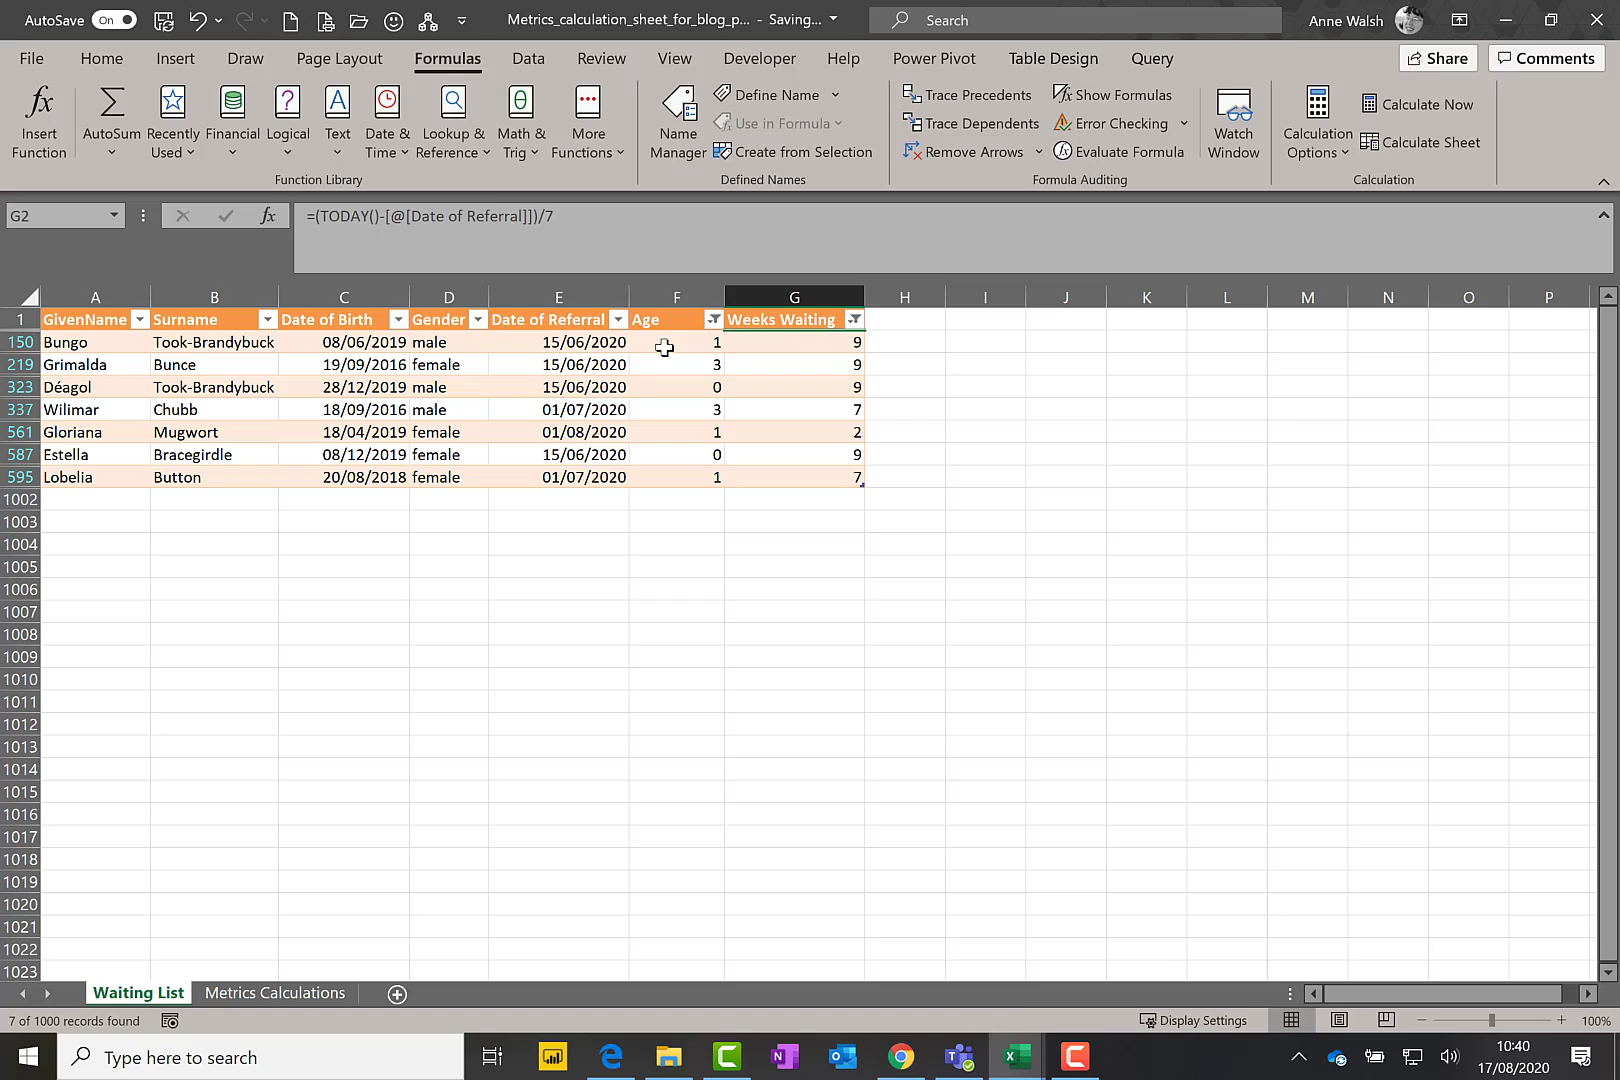 AutoSave On Metrics_calculation_sheet_for_blog_p... - Saving... Search Anne Walsh
File Home Insert Draw Page Layout Formulas Data Review View Developer Help Power Pivot Table Design Query Share Comments
fx Insert Function
Σ AutoSum
Recently Used
Financial
? Logical
A Text
Date & Time
Lookup & Reference
θ Math & Trig
More Functions
Function Library
Name Manager
Define Name
Use in Formula
Create from Selection
Defined Names
Trace Precedents
Trace Dependents
Remove Arrows
Show Formulas
Error Checking
Evaluate Formula
Watch Window
Formula Auditing
Calculation Options
Calculate Now
Calculate Sheet
Calculation
G2 fx =(TODAY()-[@[Date of Referral]])/7
A B C D E F G H I J K L M N O P
1 GivenName Surname Date of Birth Gender Date of Referral Age Weeks Waiting
150 Bungo Took-Brandybuck 08/06/2019 male 15/06/2020 1 9
219 Grimalda Bunce 19/09/2016 female 15/06/2020 3 9
323 Déagol Took-Brandybuck 28/12/2019 male 15/06/2020 0 9
337 Wilimar Chubb 18/09/2016 male 01/07/2020 3 7
561 Gloriana Mugwort 18/04/2019 female 01/08/2020 1 2
587 Estella Bracegirdle 08/12/2019 female 15/06/2020 0 9
595 Lobelia Button 20/08/2018 female 01/07/2020 1 7
1002
1003
1004
1005
1006
1007
1008
1009
1010
1011
1012
1013
1014
1015
1016
1017
1018
1019
1020
1021
1022
1023
Waiting List Metrics Calculations
7 of 1000 records found Display Settings 100%
Type here to search 10:40
17/08/2020